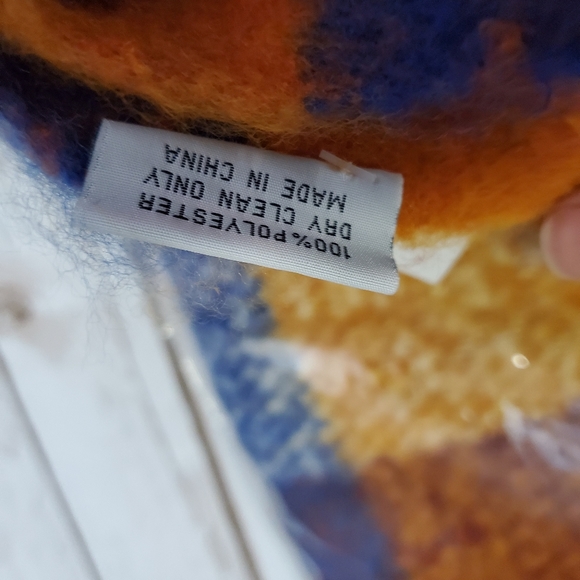 100%POLYESTER
DRY CLEAN ONLY
MADE IN CHINA